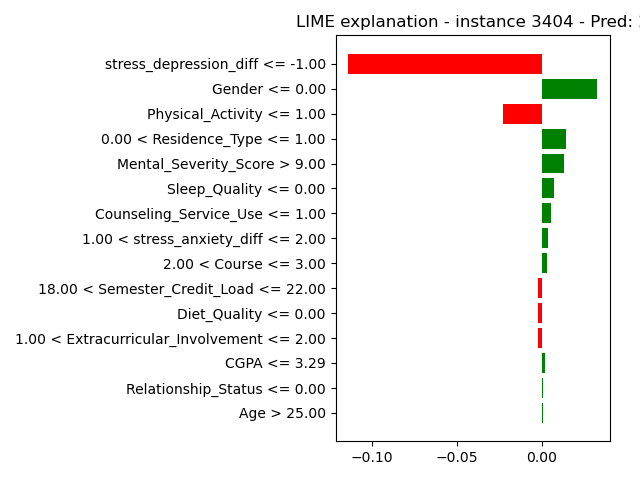 LIME explanation - instance 3404 - Pred:
stress_depression_diff <= -1.00
Gender <= 0.00
Physical_Activity <= 1.00
0.00 < Residence_Type <= 1.00
Mental_Severity_Score > 9.00
Sleep_Quality <= 0.00
Counseling_Service_Use <= 1.00
1.00 < stress_anxiety_diff <= 2.00
2.00 < Course <= 3.00
18.00 < Semester_Credit_Load <= 22.00
Diet_Quality <= 0.00
1.00 < Extracurricular_Involvement <= 2.00
CGPA <= 3.29
Relationship_Status <= 0.00
Age > 25.00
−0.10 −0.05 0.00